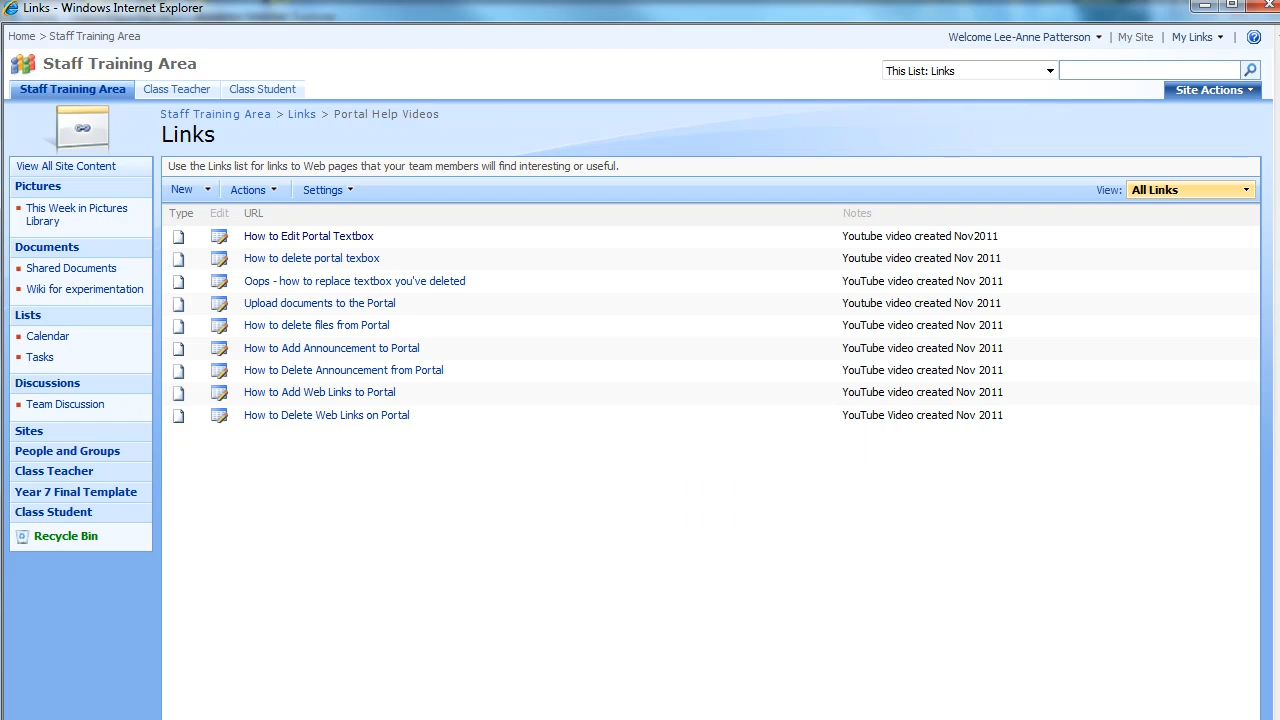 Links - Windows Internet Explorer
Home > Staff Training Area
Welcome Lee-Anne Patterson | My Site | My Links |
Staff Training Area
This List: Links
Staff Training Area Class Teacher Class Student
Site Actions
Staff Training Area > Links > Portal Help Videos
Links
View All Site Content
Pictures
This Week in Pictures
Library
Documents
Shared Documents
Wiki for experimentation
Lists
Calendar
Tasks
Discussions
Team Discussion
Sites
People and Groups
Class Teacher
Year 7 Final Template
Class Student
Recycle Bin
Use the Links list for links to Web pages that your team members will find interesting or useful.
New Actions Settings View: All Links
Type Edit URL Notes
How to Edit Portal Textbox Youtube video created Nov2011
How to delete portal texbox Youtube video created Nov 2011
Oops - how to replace textbox you've deleted YouTube video created Nov 2011
Upload documents to the Portal Youtube video created Nov 2011
How to delete files from Portal YouTube video created Nov 2011
How to Add Announcement to Portal YouTube video created Nov 2011
How to Delete Announcement from Portal YouTube video created Nov 2011
How to Add Web Links to Portal YouTube video created Nov 2011
How to Delete Web Links on Portal YouTube Video created Nov 2011